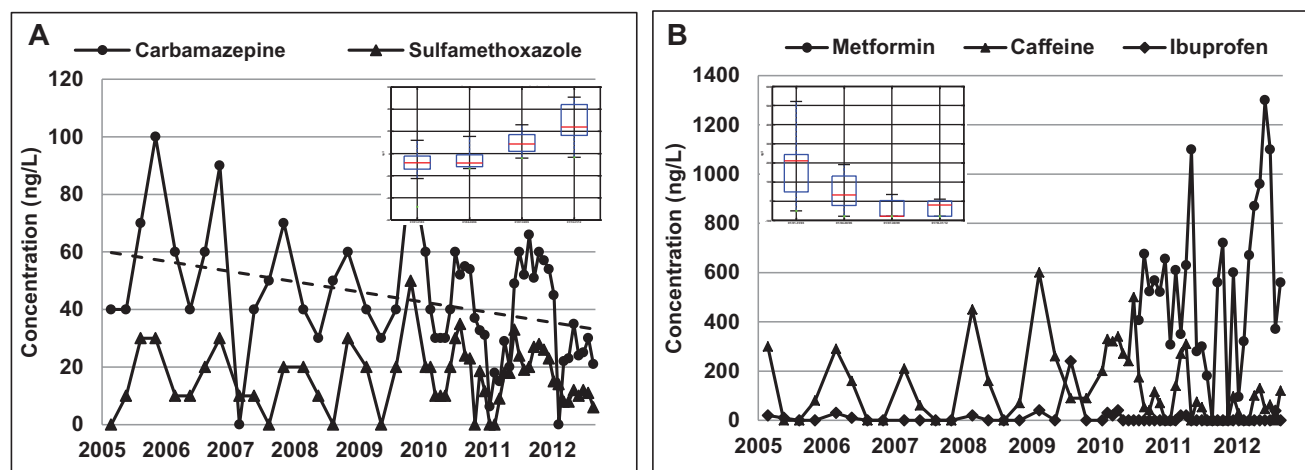 A
Carbamazepine Sulfamethoxazole
Concentration (ng/L)
120
100
80
60
40
20
0
2005 2006 2007 2008 2009 2010 2011 2012
B
Metformin Caffeine Ibuprofen
Concentration (ng/L)
1400
1200
1000
800
600
400
200
0
2005 2006 2007 2008 2009 2010 2011 2012